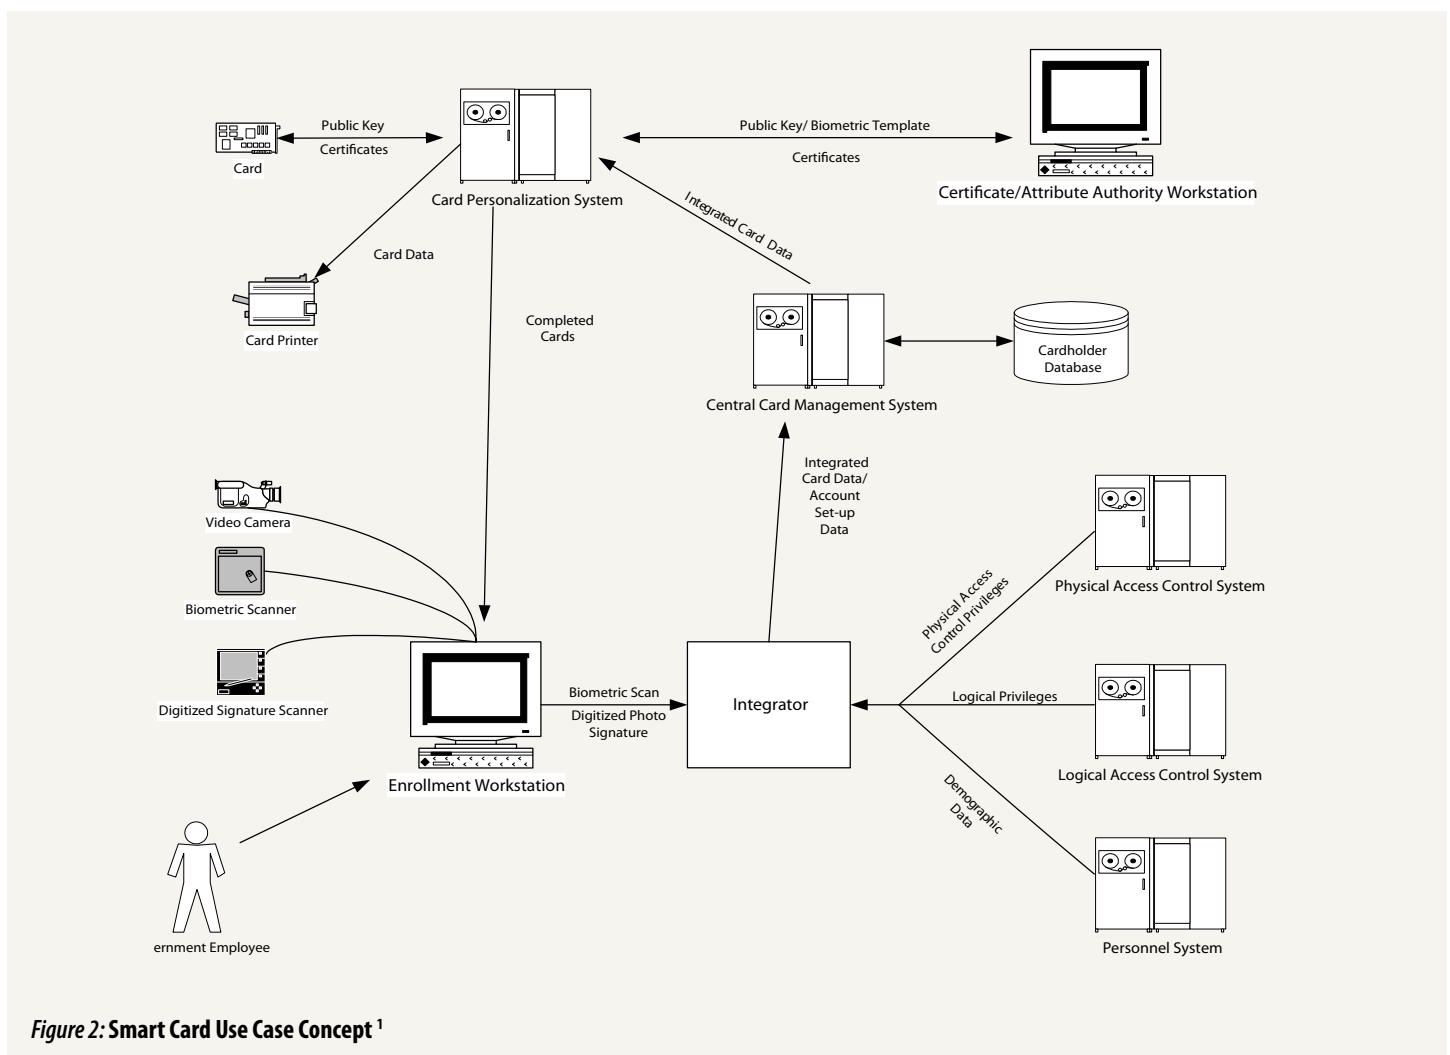 Public Key
Certificates
Card
Card Personalization System
Public Key/ Biometric Template
Certificates
Certificate/Attribute Authority Workstation
Integrated Card Data
Card Data
Card Printer
Completed
Cards
Cardholder
Database
Central Card Management System
Integrated
Card Data/
Account
Set-up
Data
Video Camera
Biometric Scanner
Digitized Signature Scanner
Physical Access
Control Privileges
Physical Access Control System
Biometric Scan
Digitized Photo
Signature
Integrator
Logical Privileges
Logical Access Control System
Enrollment Workstation
Demographic
Data
ernment Employee
Personnel System
Figure 2: Smart Card Use Case Concept 1